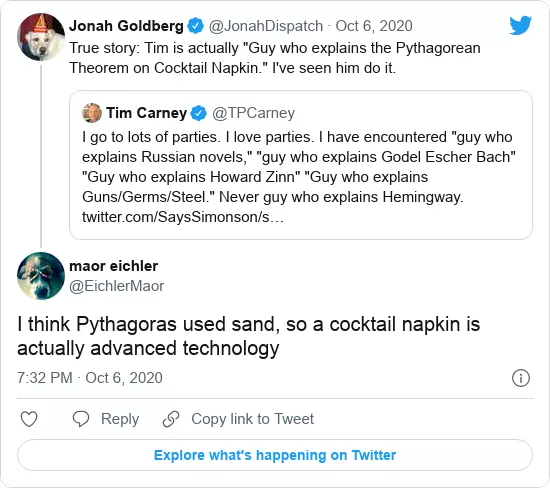 Jonah Goldberg @JonahDispatch · Oct 6, 2020
True story: Tim is actually "Guy who explains the Pythagorean
Theorem on Cocktail Napkin." I've seen him do it.
Tim Carney @TPCarney
I go to lots of parties. I love parties. I have encountered "guy who
explains Russian novels," "guy who explains Godel Escher Bach"
"Guy who explains Howard Zinn" "Guy who explains
Guns/Germs/Steel." Never guy who explains Hemingway.
twitter.com/SaysSimonson/s…
maor eichler
@EichlerMaor
I think Pythagoras used sand, so a cocktail napkin is
actually advanced technology
7:32 PM · Oct 6, 2020
Reply Copy link to Tweet
Explore what's happening on Twitter